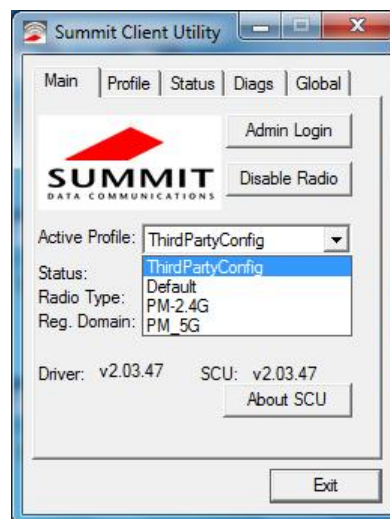 Summit Client Utility
Main Profile Status Diags Global
Admin Login
SUMMIT
DATA COMMUNICATIONS
Disable Radio
Active Profile: ThirdPartyConfig
ThirdPartyConfig
Status:
Default
Radio Type:
PM-2.4G
Reg. Domain:
PM_5G
Driver: v2.03.47 SCU: v2.03.47
About SCU
Exit